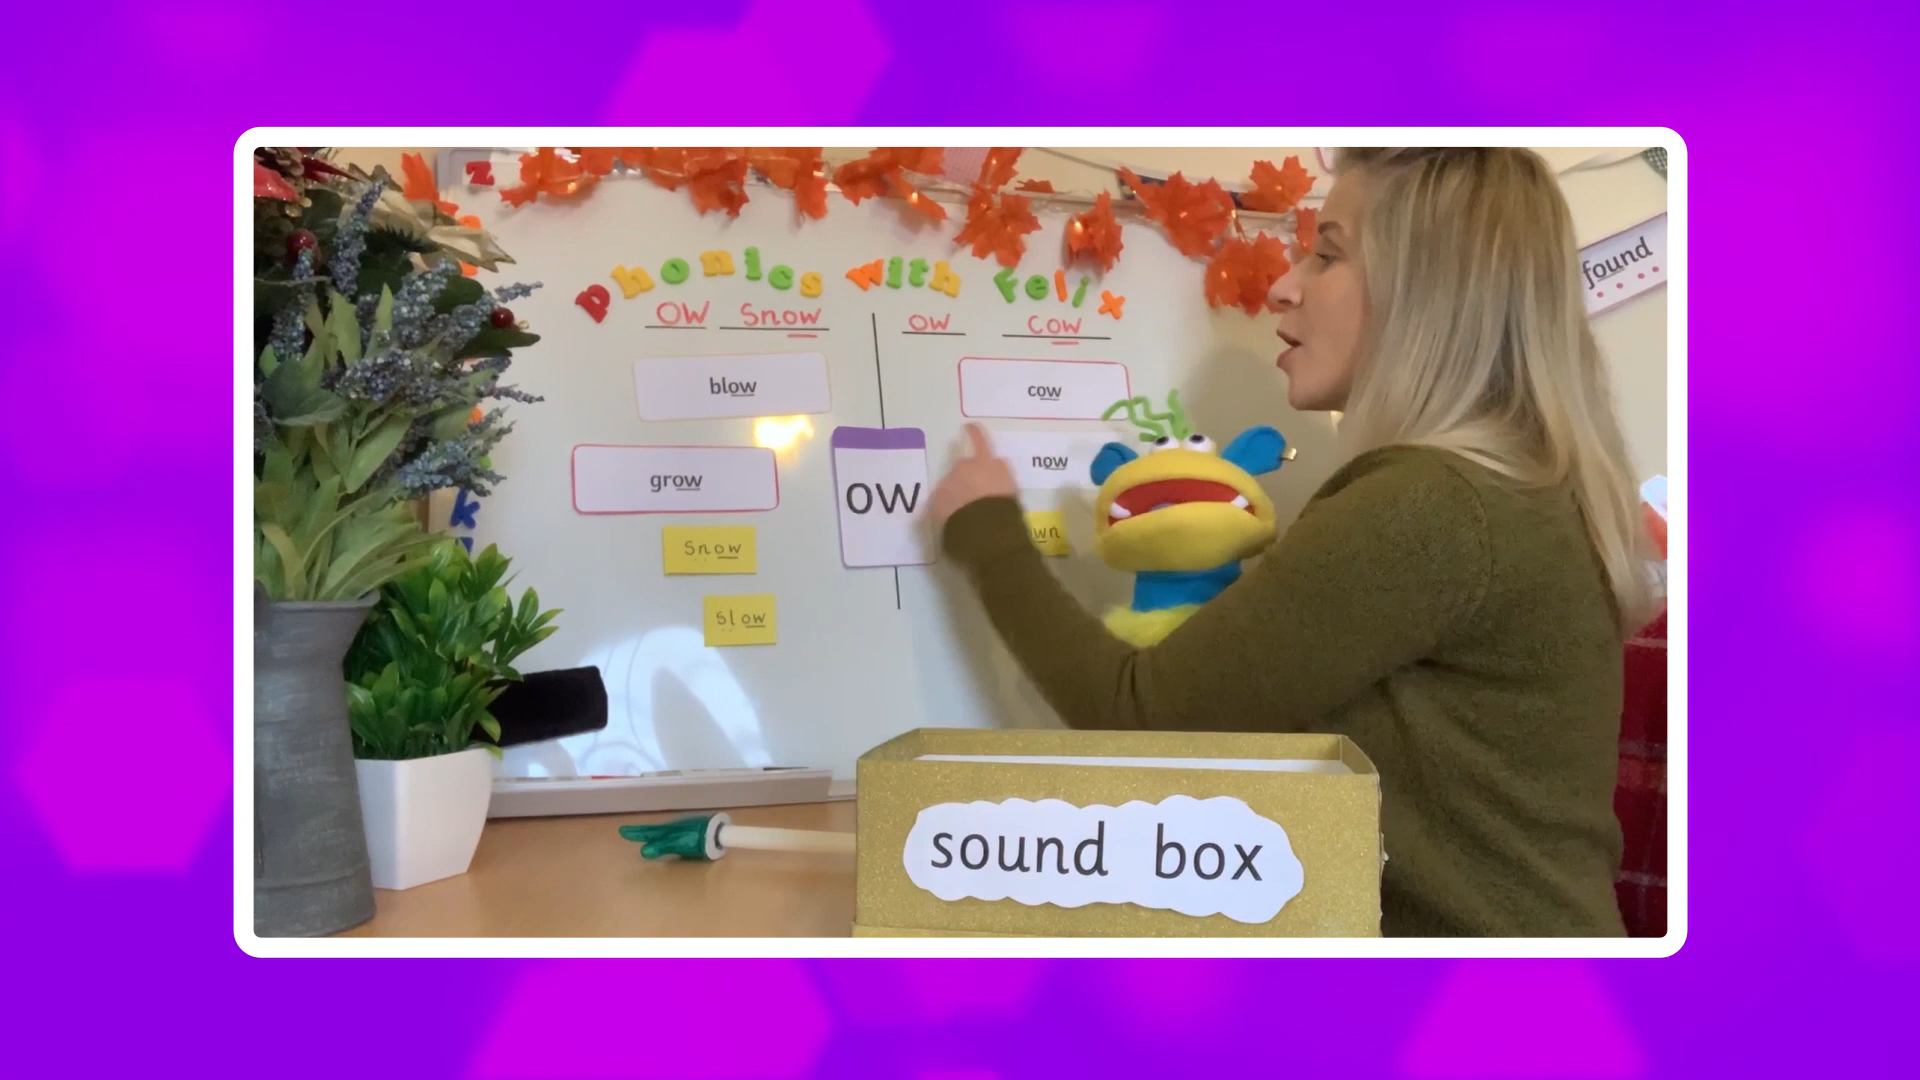 z
phonics with Felix
ow snow
ow cow
blow
cow
grow
now
ow
snow
slow
k
found
sound box